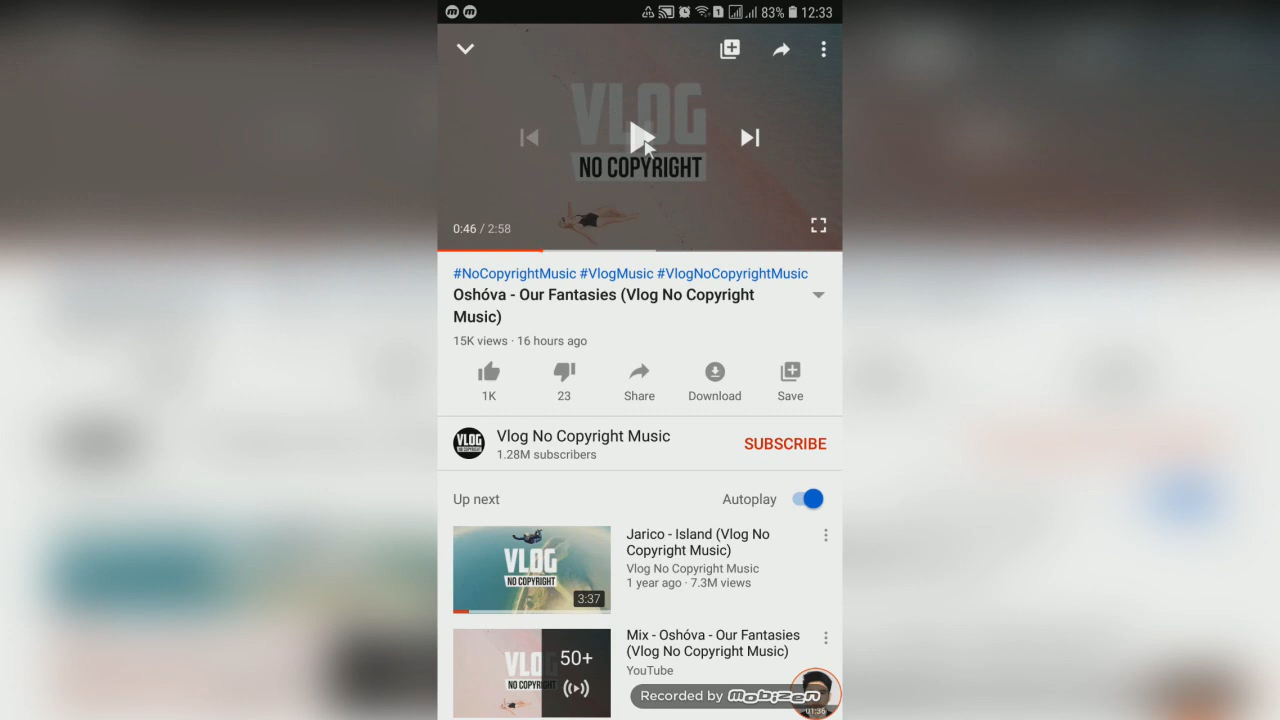 83% 12:33
VLOG
NO COPYRIGHT
0:46 / 2:58
#NoCopyrightMusic #VlogMusic #VlogNoCopyrightMusic
Oshóva - Our Fantasies (Vlog No Copyright
Music)
15K views · 16 hours ago
1K
23
Share
Download
Save
VLOG
Vlog No Copyright Music
1.28M subscribers
SUBSCRIBE
Up next
Autoplay
VLOG
NO COPYRIGHT
3:37
Jarico - Island (Vlog No
Copyright Music)
Vlog No Copyright Music
1 year ago · 7.3M views
VLOG
NO COPYRIGHT
50+
Mix - Oshóva - Our Fantasies
(Vlog No Copyright Music)
YouTube
Recorded by mobizen
01:36